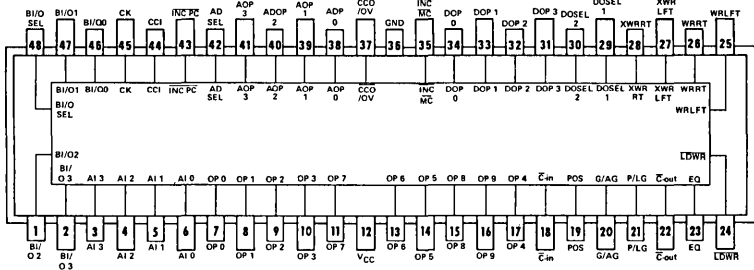 BI/O SEL BI/O1 BI/Q0 CK CCI INC PC AD SEL AOP 3 ADOP 2 AOP 1 ADP 0 CCO /OV GND INC MC DOP 0 DOP 1 DOP 2 DOP 3 DOSEL 2 DOSEL 1 XWRRT XWR LFT WRRT WRLFT
48 47 46 45 44 43 42 41 40 39 38 37 36 35 34 33 32 31 30 29 28 27 26 25
BI/O1 BI/Q0 CK CCI INC PC AD SEL AOP 3 AOP 2 AOP 1 AOP 0 CCO /OV INC MC DOP 0 DOP 1 DOP 2 DOP 3 DOSEL 2 DOSEL 1 XWR RT XWR LFT WRRT
BI/O SEL WRLFT
BI/O2 LDWR
BI/ O 3 AI 3 AI 2 AI 1 AI 0 OP 0 OP 1 OP 2 OP 3 OP 7 OP 6 OP 5 OP 8 OP 9 OP 4 C-in POS G/AG P/LG C-out EQ
1 2 3 4 5 6 7 8 9 10 11 12 13 14 15 16 17 18 19 20 21 22 23 24
BI/ O 2 BI/ O 3 AI 3 AI 2 AI 1 AI 0 OP 0 OP 1 OP 2 OP 3 OP 7 VCC OP 6 OP 5 OP 8 OP 9 OP 4 C-in POS G/AG P/LG C-out EQ LDWR